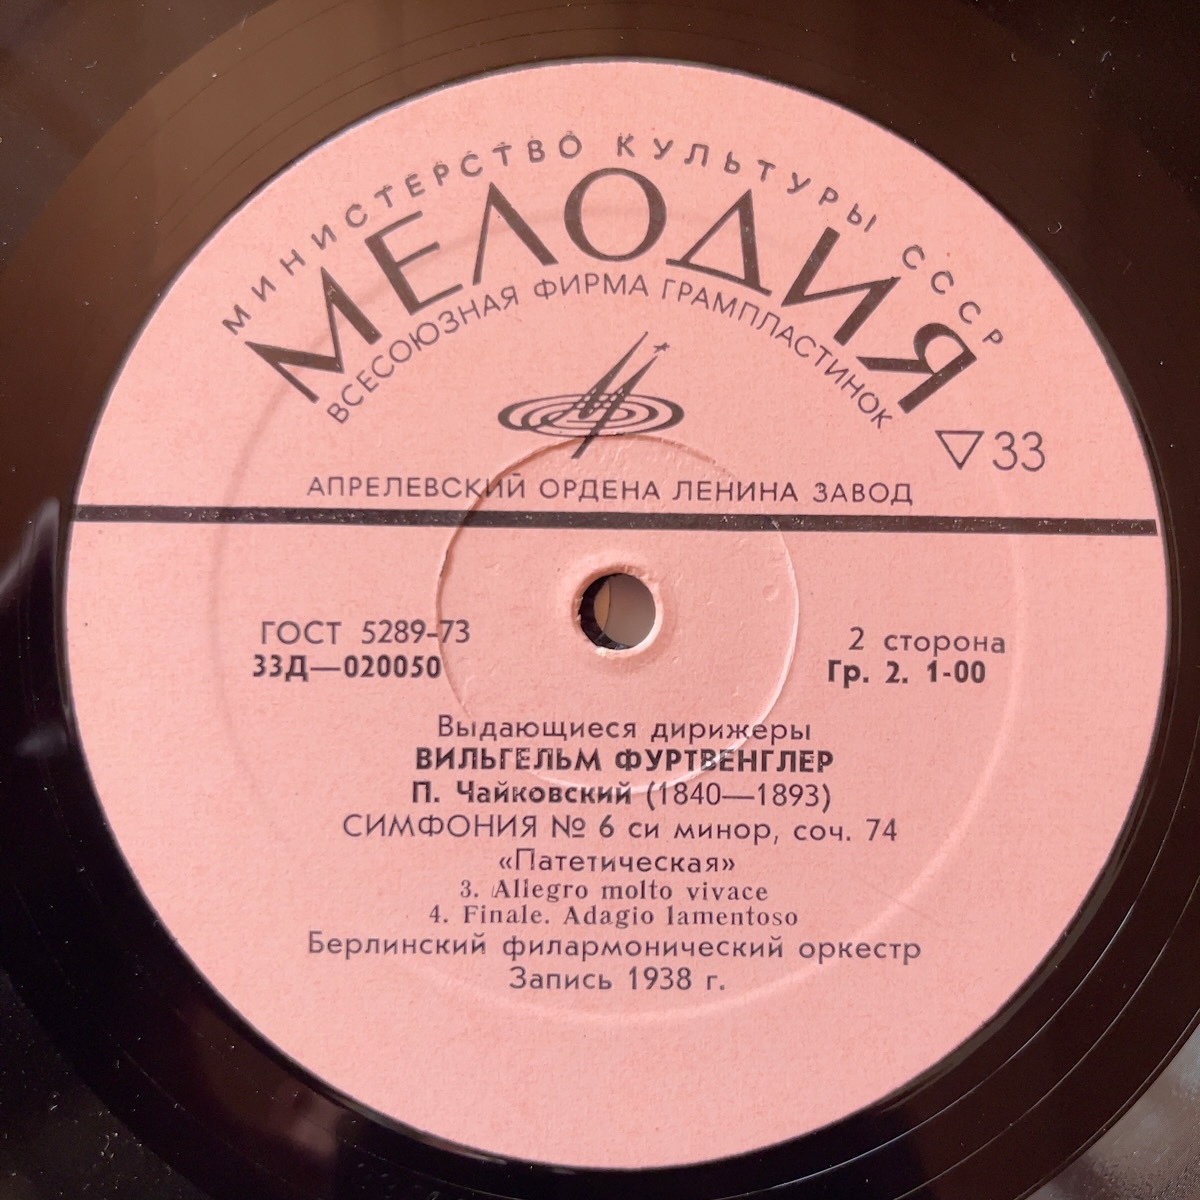 МИНИСТЕРСТВО КУЛЬТУРЫ СССР
МЕЛОДИЯ
ВСЕСОЮЗНАЯ ФИРМА ГРАМПЛАСТИНОК
▽33
АПРЕЛЕВСКИЙ ОРДЕНА ЛЕНИНА ЗАВОД
ГОСТ 5289-73
33Д—020050
2 сторона
Гр. 2. 1-00
Выдающиеся дирижеры
ВИЛЬГЕЛЬМ ФУРТВЕНГЛЕР
П. Чайковский (1840—1893)
СИМФОНИЯ № 6 си минор, соч. 74
«Патетическая»
3. Allegro molto vivace
4. Finale. Adagio lamentoso
Берлинский филармонический оркестр
Запись 1938 г.